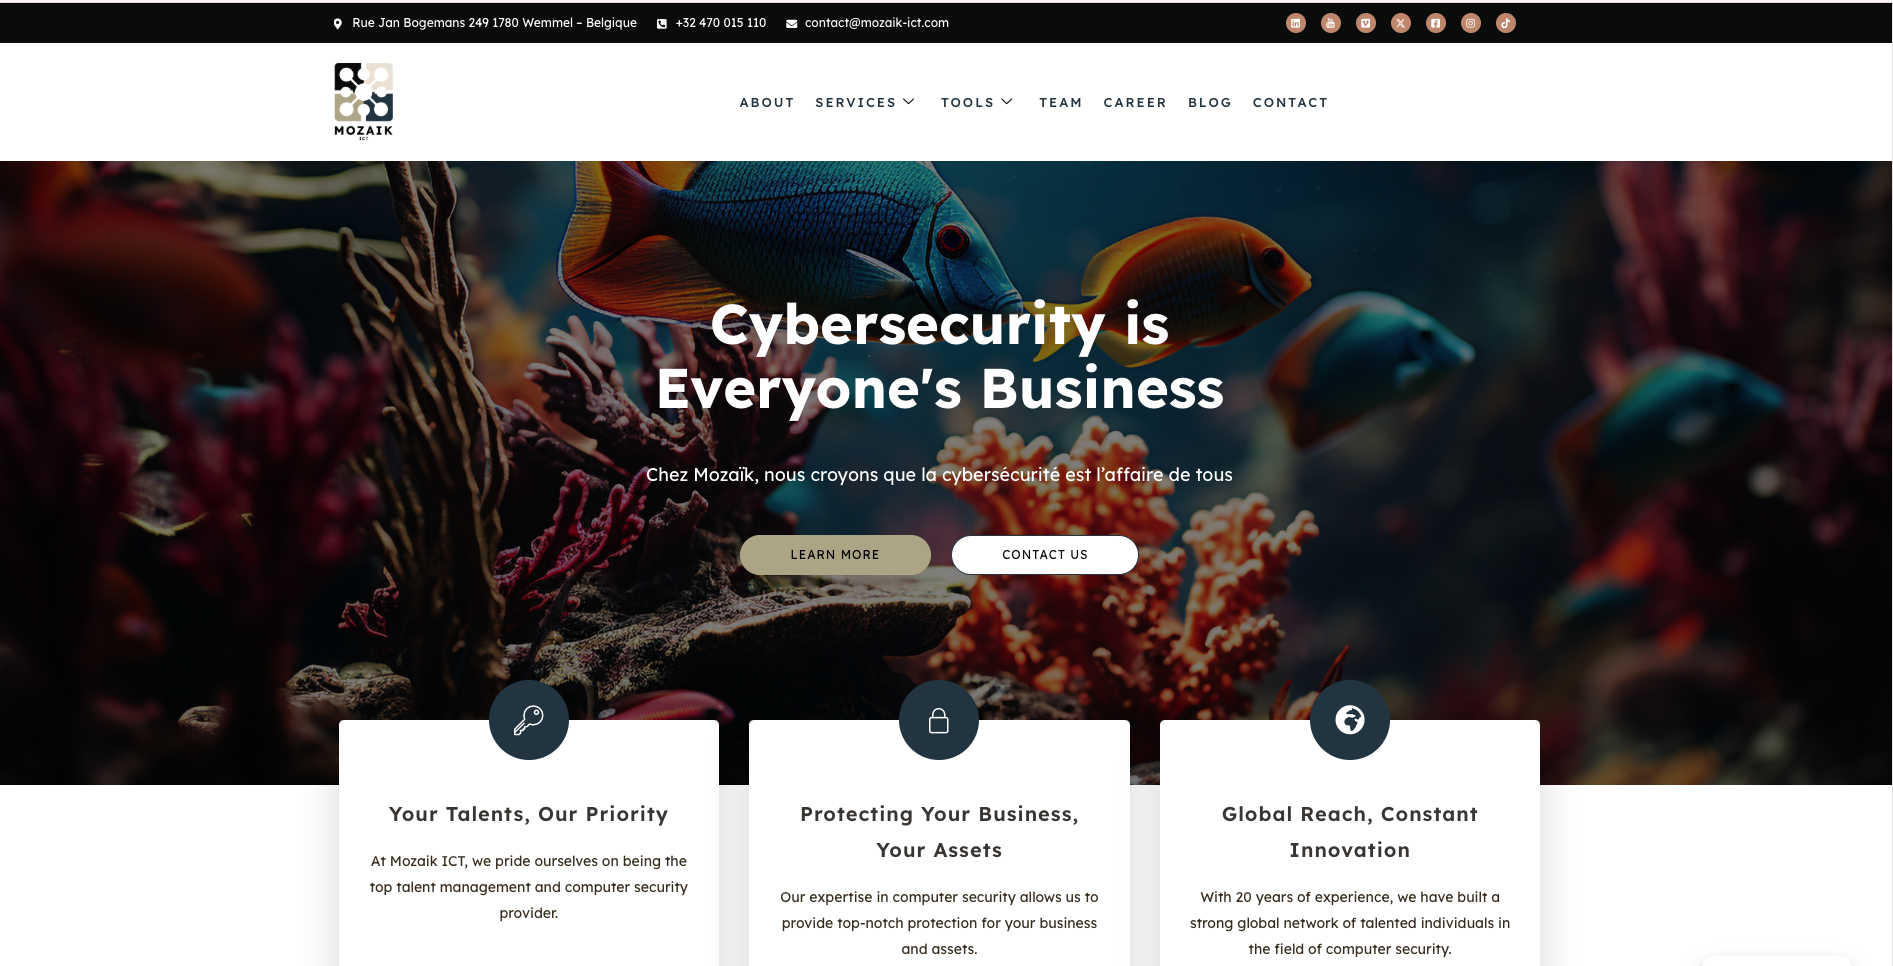 Rue Jan Bogemans 249 1780 Wemmel – Belgique
+32 470 015 110
contact@mozaik-ict.com
MOZAIK
ICT
ABOUT
SERVICES
TOOLS
TEAM
CAREER
BLOG
CONTACT
Cybersecurity is
Everyone's Business
Chez Mozaïk, nous croyons que la cybersécurité est l’affaire de tous
LEARN MORE
CONTACT US
Your Talents, Our Priority
At Mozaik ICT, we pride ourselves on being the
top talent management and computer security
provider.
Protecting Your Business,
Your Assets
Our expertise in computer security allows us to
provide top-notch protection for your business
and assets.
Global Reach, Constant
Innovation
With 20 years of experience, we have built a
strong global network of talented individuals in
the field of computer security.